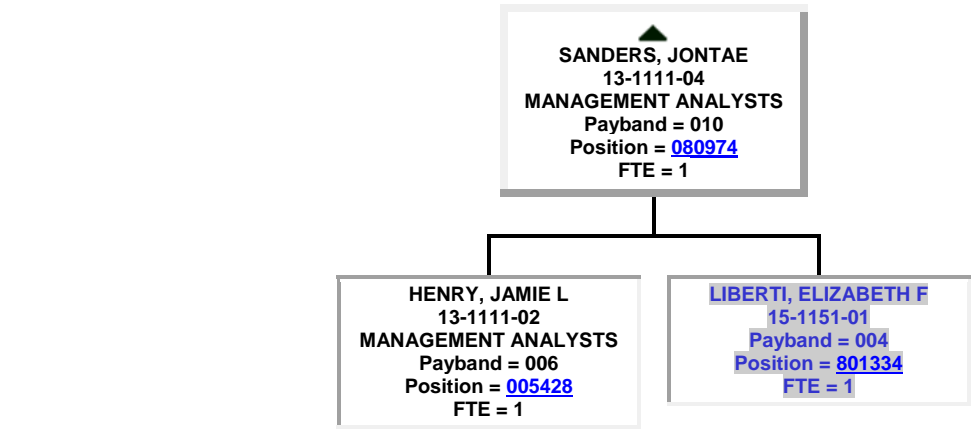 SANDERS, JONTAE
13-1111-04
MANAGEMENT ANALYSTS
Payband = 010
Position = 080974
FTE = 1
HENRY, JAMIE L
13-1111-02
MANAGEMENT ANALYSTS
Payband = 006
Position = 005428
FTE = 1
LIBERTI, ELIZABETH F
15-1151-01
Payband = 004
Position = 801334
FTE = 1